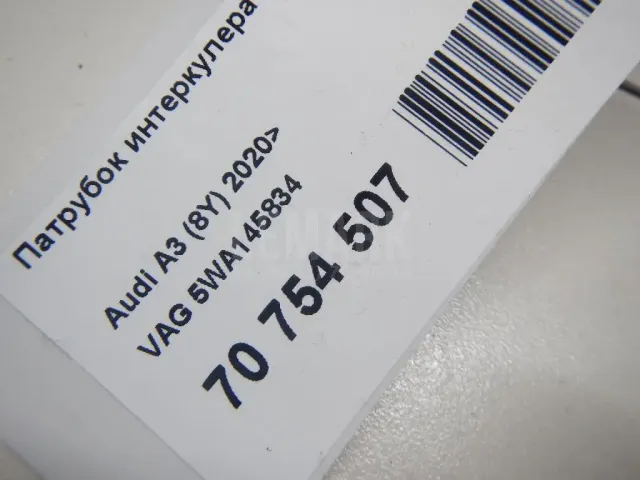 Патрубок интеркулера
Audi A3 (8Y) 2020>
VAG 5WA145834
70 754 507